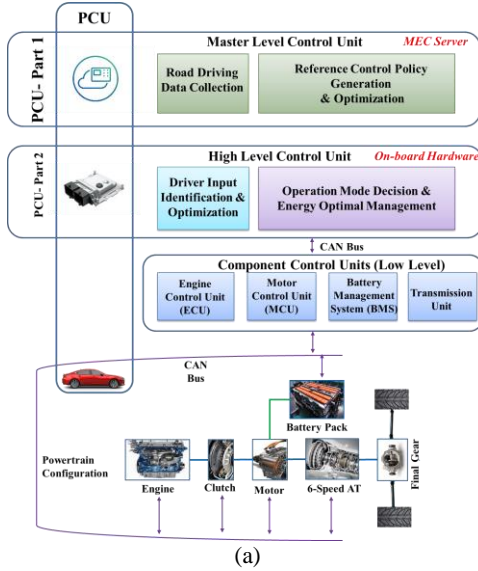 PCU
PCU- Part 1
Master Level Control Unit
MEC Server
Road Driving
Data Collection
Reference Control Policy
Generation
& Optimization
PCU- Part 2
High Level Control Unit
On-board Hardware
Driver Input
Identification &
Optimization
Operation Mode Decision &
Energy Optimal Management
CAN Bus
Component Control Units (Low Level)
Engine
Control Unit
(ECU)
Motor
Control Unit
(MCU)
Battery
Management
System (BMS)
Transmission
Unit
CAN
Bus
Battery Pack
Powertrain
Configuration
Engine
Clutch
Motor
6-Speed AT
Final Gear
(a)